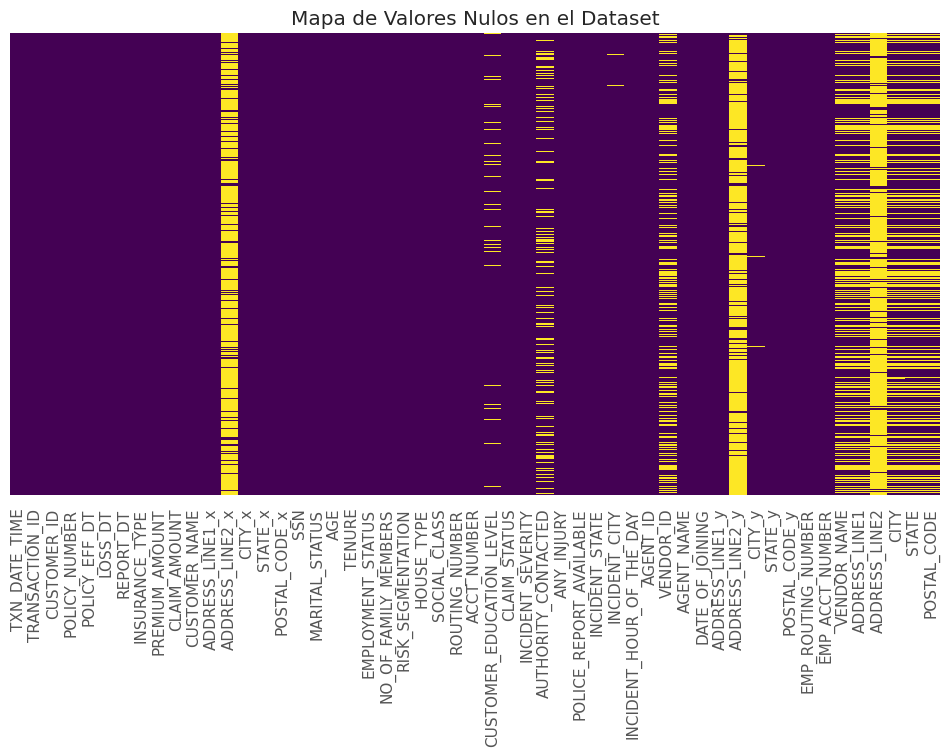 Mapa de Valores Nulos en el Dataset
TXN_DATE_TIME
TRANSACTION_ID
CUSTOMER_ID
POLICY_NUMBER
POLICY_EFF_DT
LOSS_DT
REPORT_DT
INSURANCE_TYPE
PREMIUM_AMOUNT
CLAIM_AMOUNT
CUSTOMER_NAME
ADDRESS_LINE1_x
ADDRESS_LINE2_x
CITY_x
STATE_x
POSTAL_CODE_x
SSN
MARITAL_STATUS
AGE
TENURE
EMPLOYMENT_STATUS
NO_OF_FAMILY_MEMBERS
RISK_SEGMENTATION
HOUSE_TYPE
SOCIAL_CLASS
ROUTING_NUMBER
ACCT_NUMBER
CUSTOMER_EDUCATION_LEVEL
CLAIM_STATUS
INCIDENT_SEVERITY
AUTHORITY_CONTACTED
ANY_INJURY
POLICE_REPORT_AVAILABLE
INCIDENT_STATE
INCIDENT_CITY
INCIDENT_HOUR_OF_THE_DAY
AGENT_ID
VENDOR_ID
AGENT_NAME
DATE_OF_JOINING
ADDRESS_LINE1_y
ADDRESS_LINE2_y
CITY_y
STATE_y
POSTAL_CODE_y
EMP_ROUTING_NUMBER
EMP_ACCT_NUMBER
VENDOR_NAME
ADDRESS_LINE1
ADDRESS_LINE2
CITY
STATE
POSTAL_CODE